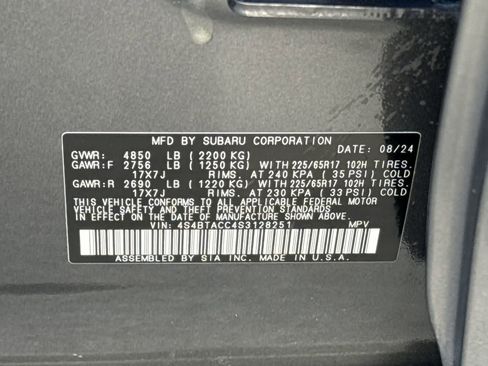 MFD BY SUBARU CORPORATION
DATE: 08/24
GVWR: 4850 LB (2200 KG)
GAWR:F 2756 LB (1250 KG) WITH 225/65R17 102H TIRES.
17X7J RIMS. AT 240 KPA (35 PSI) COLD
GAWR:R 2690 LB (1220 KG) WITH 225/65R17 102H TIRES.
17X7J RIMS. AT 230 KPA (33 PSI) COLD
THIS VEHICLE CONFORMS TO ALL APPLICABLE FEDERAL MOTOR
VEHICLE SAFETY AND THEFT PREVENTION STANDARDS IN EFFECT
ON THE DATE OF MANUFACTURE SHOWN ABOVE.
VIN: 4S4BTACC4S3128251 MPV
ASSEMBLED BY SIA INC. MADE IN U.S.A.